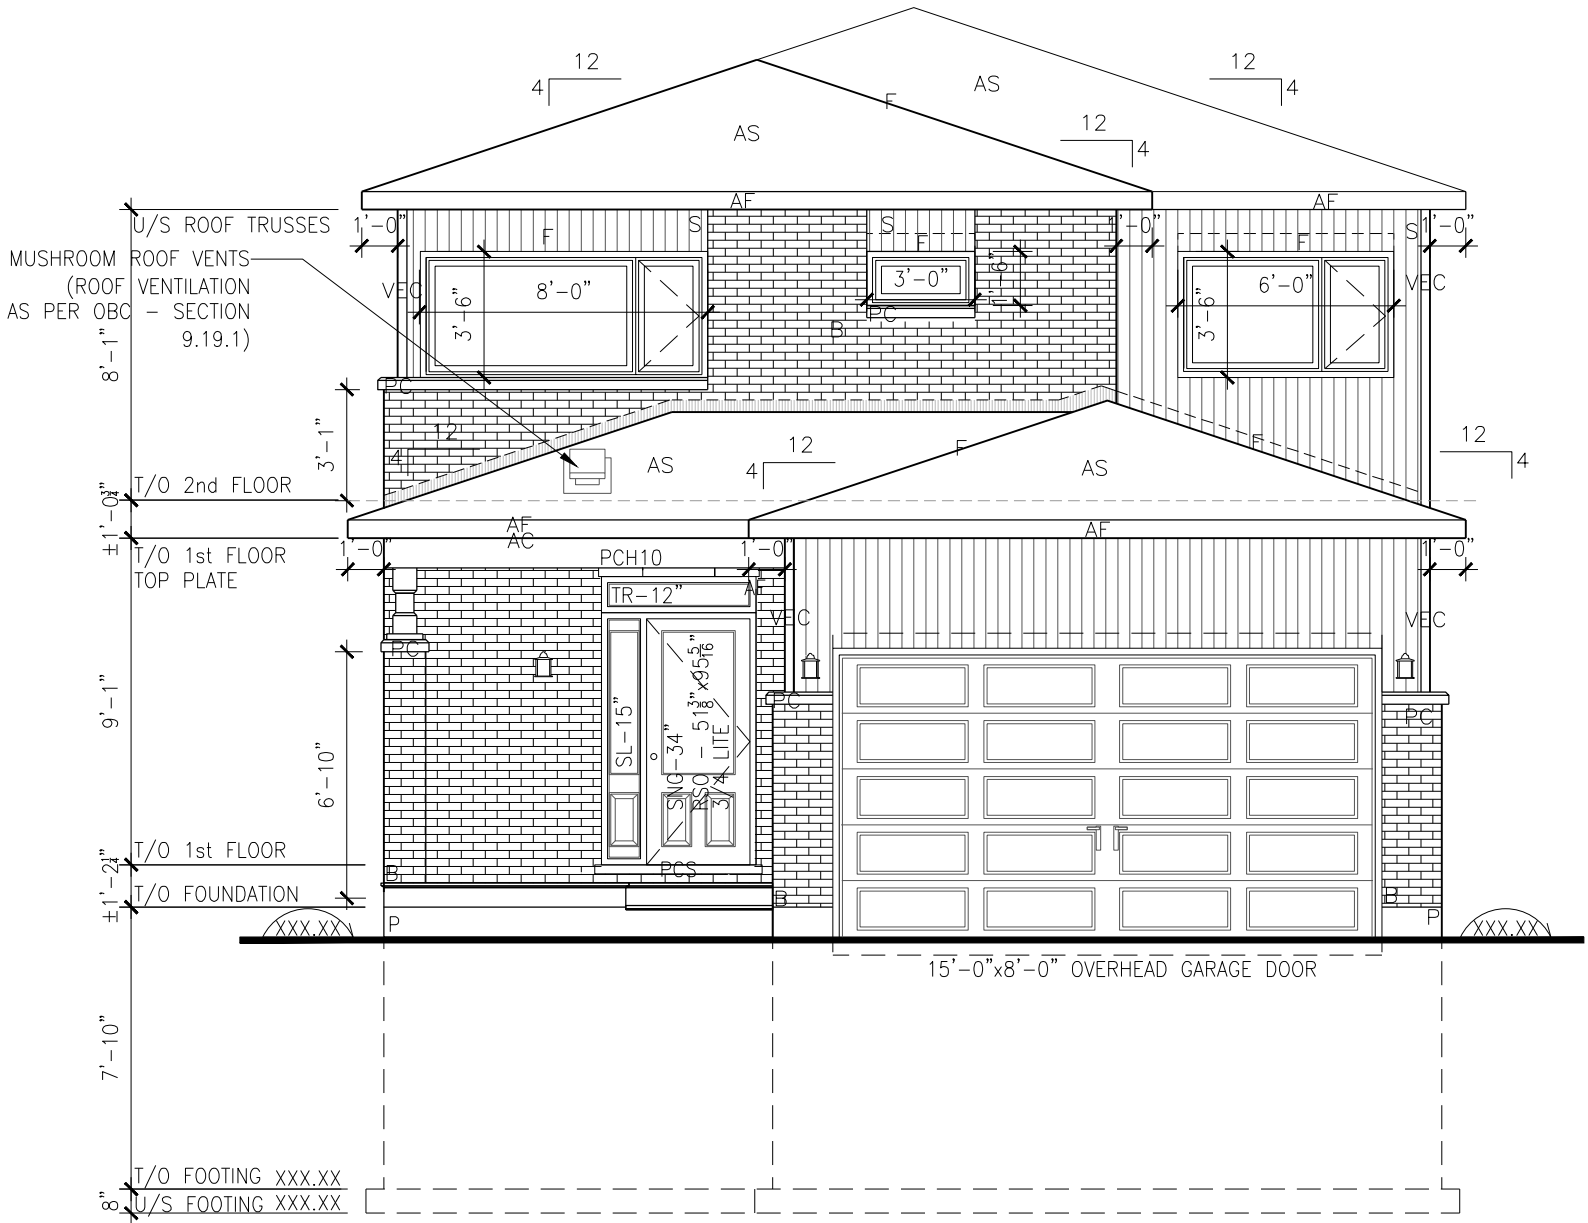 12
4
AS
F
12
4
12
4
AS
AF
AF
U/S ROOF TRUSSES
1'-0"
S
S
1'-0"
S
1'-0"
F
F
F
MUSHROOM ROOF VENTS
(ROOF VENTILATION
AS PER OBC - SECTION
9.19.1)
VEC
8'-0"
3'-6"
3'-0"
1'-6"
PC
B
6'-0"
3'-6"
VEC
8'-1"
PC
3'-1"
12
4
AS
12
4
F
AS
F
12
4
T/O 2nd FLOOR
±1'-0¾"
AF
AC
AF
T/O 1st FLOOR
TOP PLATE
1'-0"
PCH10
1'-0"
1'-0"
TR-12"
AF
VEC
VEC
PC
9'-1"
6'-10"
SL-15"
SNG-34"
RSO - 51⅜"x95 5/16"
3/4 LITE
PC
PC
T/O 1st FLOOR
B
PCS
±1'-2¼"
T/O FOUNDATION
B
B
XXX.XX
P
P
XXX.XX
15'-0"x8'-0" OVERHEAD GARAGE DOOR
7'-10"
T/O FOOTING XXX.XX
8"
U/S FOOTING XXX.XX